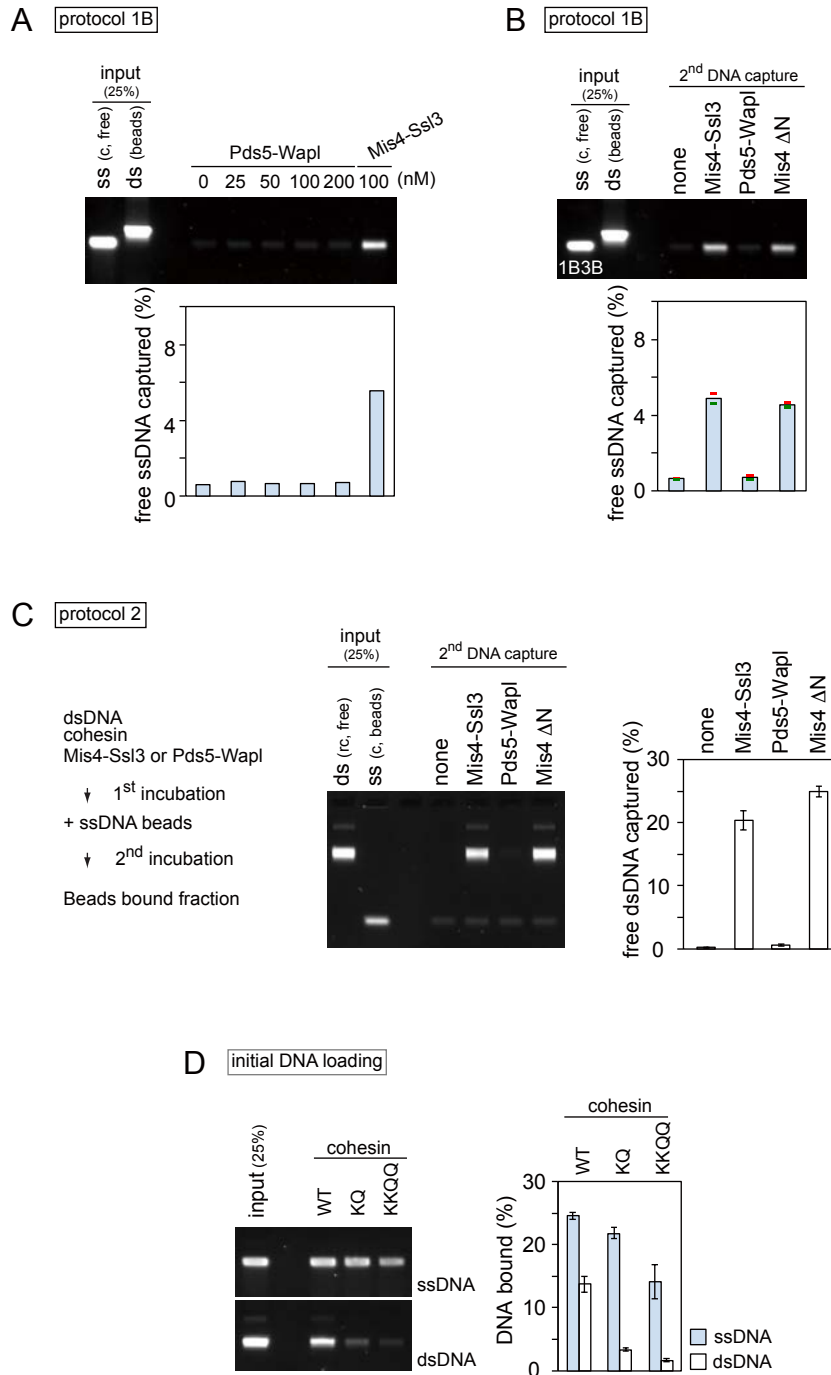 A protocol 1B
input
(25%)
ss (c, free)
ds (beads)
Pds5-Wapl
Mis4-Ssl3
0 25 50 100 200 100 (nM)
free ssDNA captured (%)
8
4
0
B protocol 1B
input
(25%)
2nd DNA capture
ss (c, free)
ds (beads)
none
Mis4-Ssl3
Pds5-Wapl
Mis4 ΔN
1B3B
free ssDNA captured (%)
8
4
0
C protocol 2
dsDNA
cohesin
Mis4-Ssl3 or Pds5-Wapl
1st incubation
+ ssDNA beads
2nd incubation
Beads bound fraction
input
(25%)
2nd DNA capture
ds (rc, free)
ss (c, beads)
none
Mis4-Ssl3
Pds5-Wapl
Mis4 ΔN
none
Mis4-Ssl3
Pds5-Wapl
Mis4 ΔN
free dsDNA captured (%)
30
20
10
0
D initial DNA loading
input (25%)
cohesin
WT
KQ
KKQQ
ssDNA
dsDNA
cohesin
WT
KQ
KKQQ
DNA bound (%)
30
20
10
0
ssDNA
dsDNA